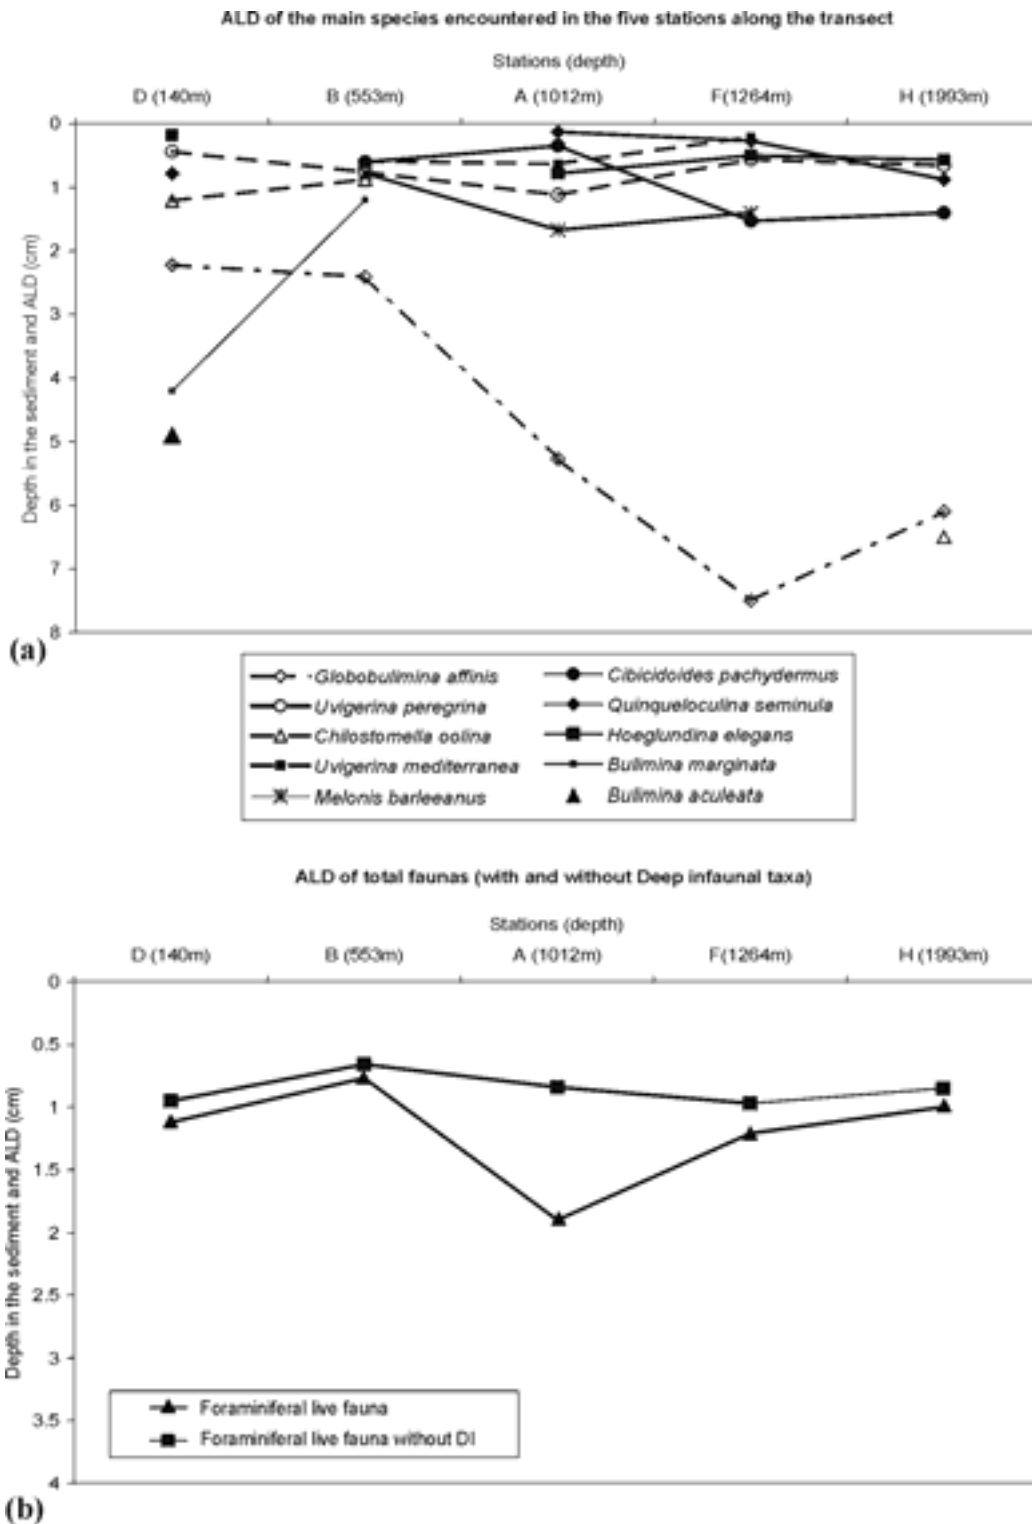 ALD of the main species encountered in the five stations along the transect
Stations (depth)
D (140m) B (553m) A (1012m) F(1264m) H (1993m)
Depth in the sediment and ALD (cm)
0
1
2
3
4
5
6
7
8
(a)
Globobulimina affinis Cibicidoides pachydermus
Uvigerina peregrina Quinqueloculina seminula
Chilostomella oolina Hoeglundina elegans
Uvigerina mediterranea Bulimina marginata
Melonis barleeanus Bulimina aculeata
ALD of total faunas (with and without Deep infaunal taxa)
Stations (depth)
D (140m) B (553m) A (1012m) F(1264m) H (1993m)
Depth in the sediment and ALD (cm)
0
0.5
1
1.5
2
2.5
3
3.5
4
Foraminiferal live fauna
Foraminiferal live fauna without DI
(b)